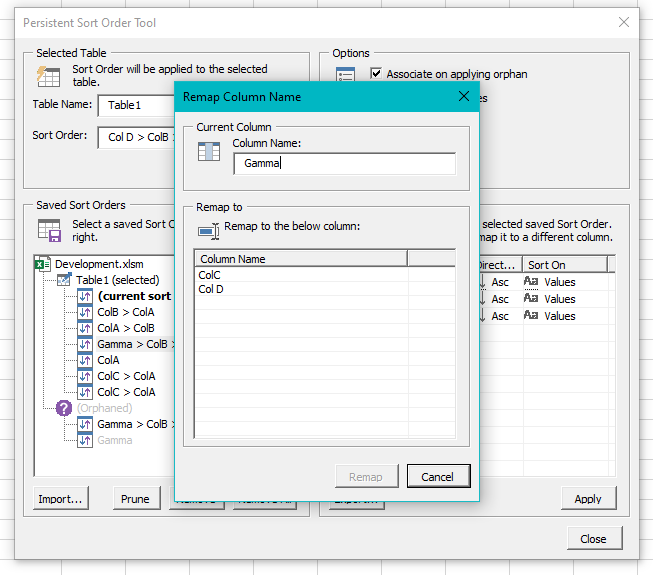 Persistent Sort Order Tool
Selected Table
Sort Order will be applied to the selected
table.
Table Name:
Table1
Sort Order:
Col D > ColB
Options
Associate on applying orphan
Remap Column Name
Current Column
Column Name:
Gamma
Remap to
Remap to the below column:
Column Name
ColC
Col D
Remap
Cancel
Saved Sort Orders
Select a saved Sort
right.
Development.xlsm
Table1 (selected)
(current sort
ColB > ColA
ColA > ColB
Gamma > ColB >
ColA
ColC > ColA
ColC > ColA
(Orphaned)
Gamma > ColB >
Gamma
selected saved Sort Order.
it to a different column.
Direct...
Sort On
Asc
Values
Asc
Values
Asc
Values
Import...
Prune
Apply
Close